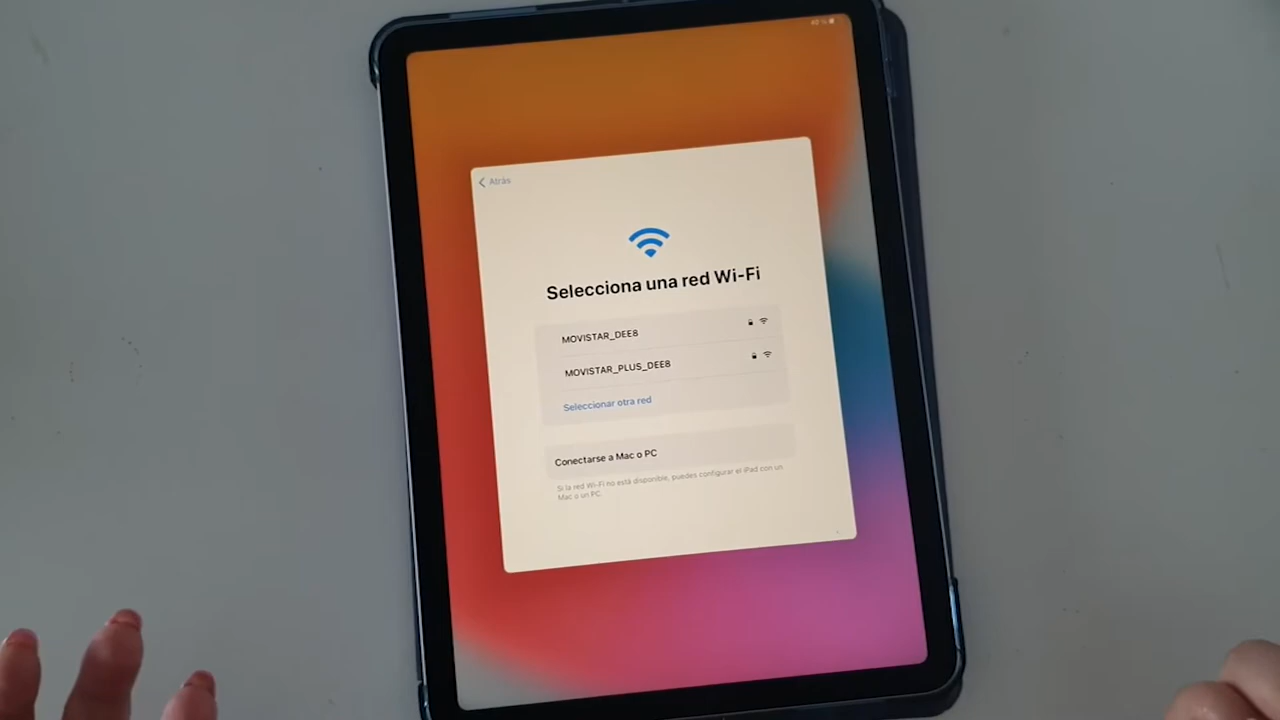 40 %
Atrás
Selecciona una red Wi-Fi
MOVISTAR_DEE8
MOVISTAR_PLUS_DEE8
Seleccionar otra red
Conectarse a Mac o PC
Si la red Wi-Fi no está disponible, puedes configurar el iPad con un
Mac o un PC.